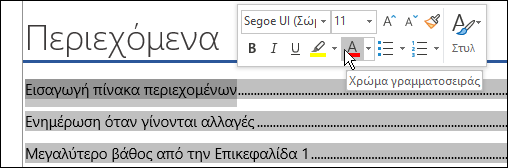 Περιεχόμενα
Segoe UI (Σώμ
11
A A
B I U A
Στυλ
Χρώμα γραμματοσειράς
Εισαγωγή πίνακα περιεχομένων
Ενημέρωση όταν γίνονται αλλαγές
Μεγαλύτερο βάθος από την Επικεφαλίδα 1